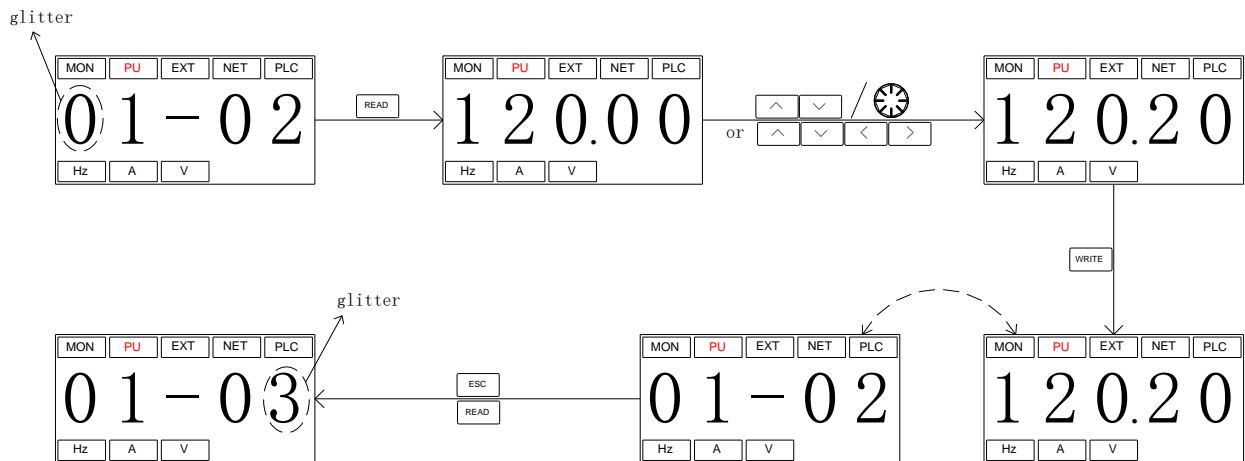 glitter
MON PU EXT NET PLC
01-02
Hz A V
READ
MON PU EXT NET PLC
120.00
Hz A V
or
MON PU EXT NET PLC
120.20
Hz A V
WRITE
glitter
MON PU EXT NET PLC
01-03
Hz A V
ESC
READ
MON PU EXT NET PLC
01-02
Hz A V
MON PU EXT NET PLC
120.20
Hz A V